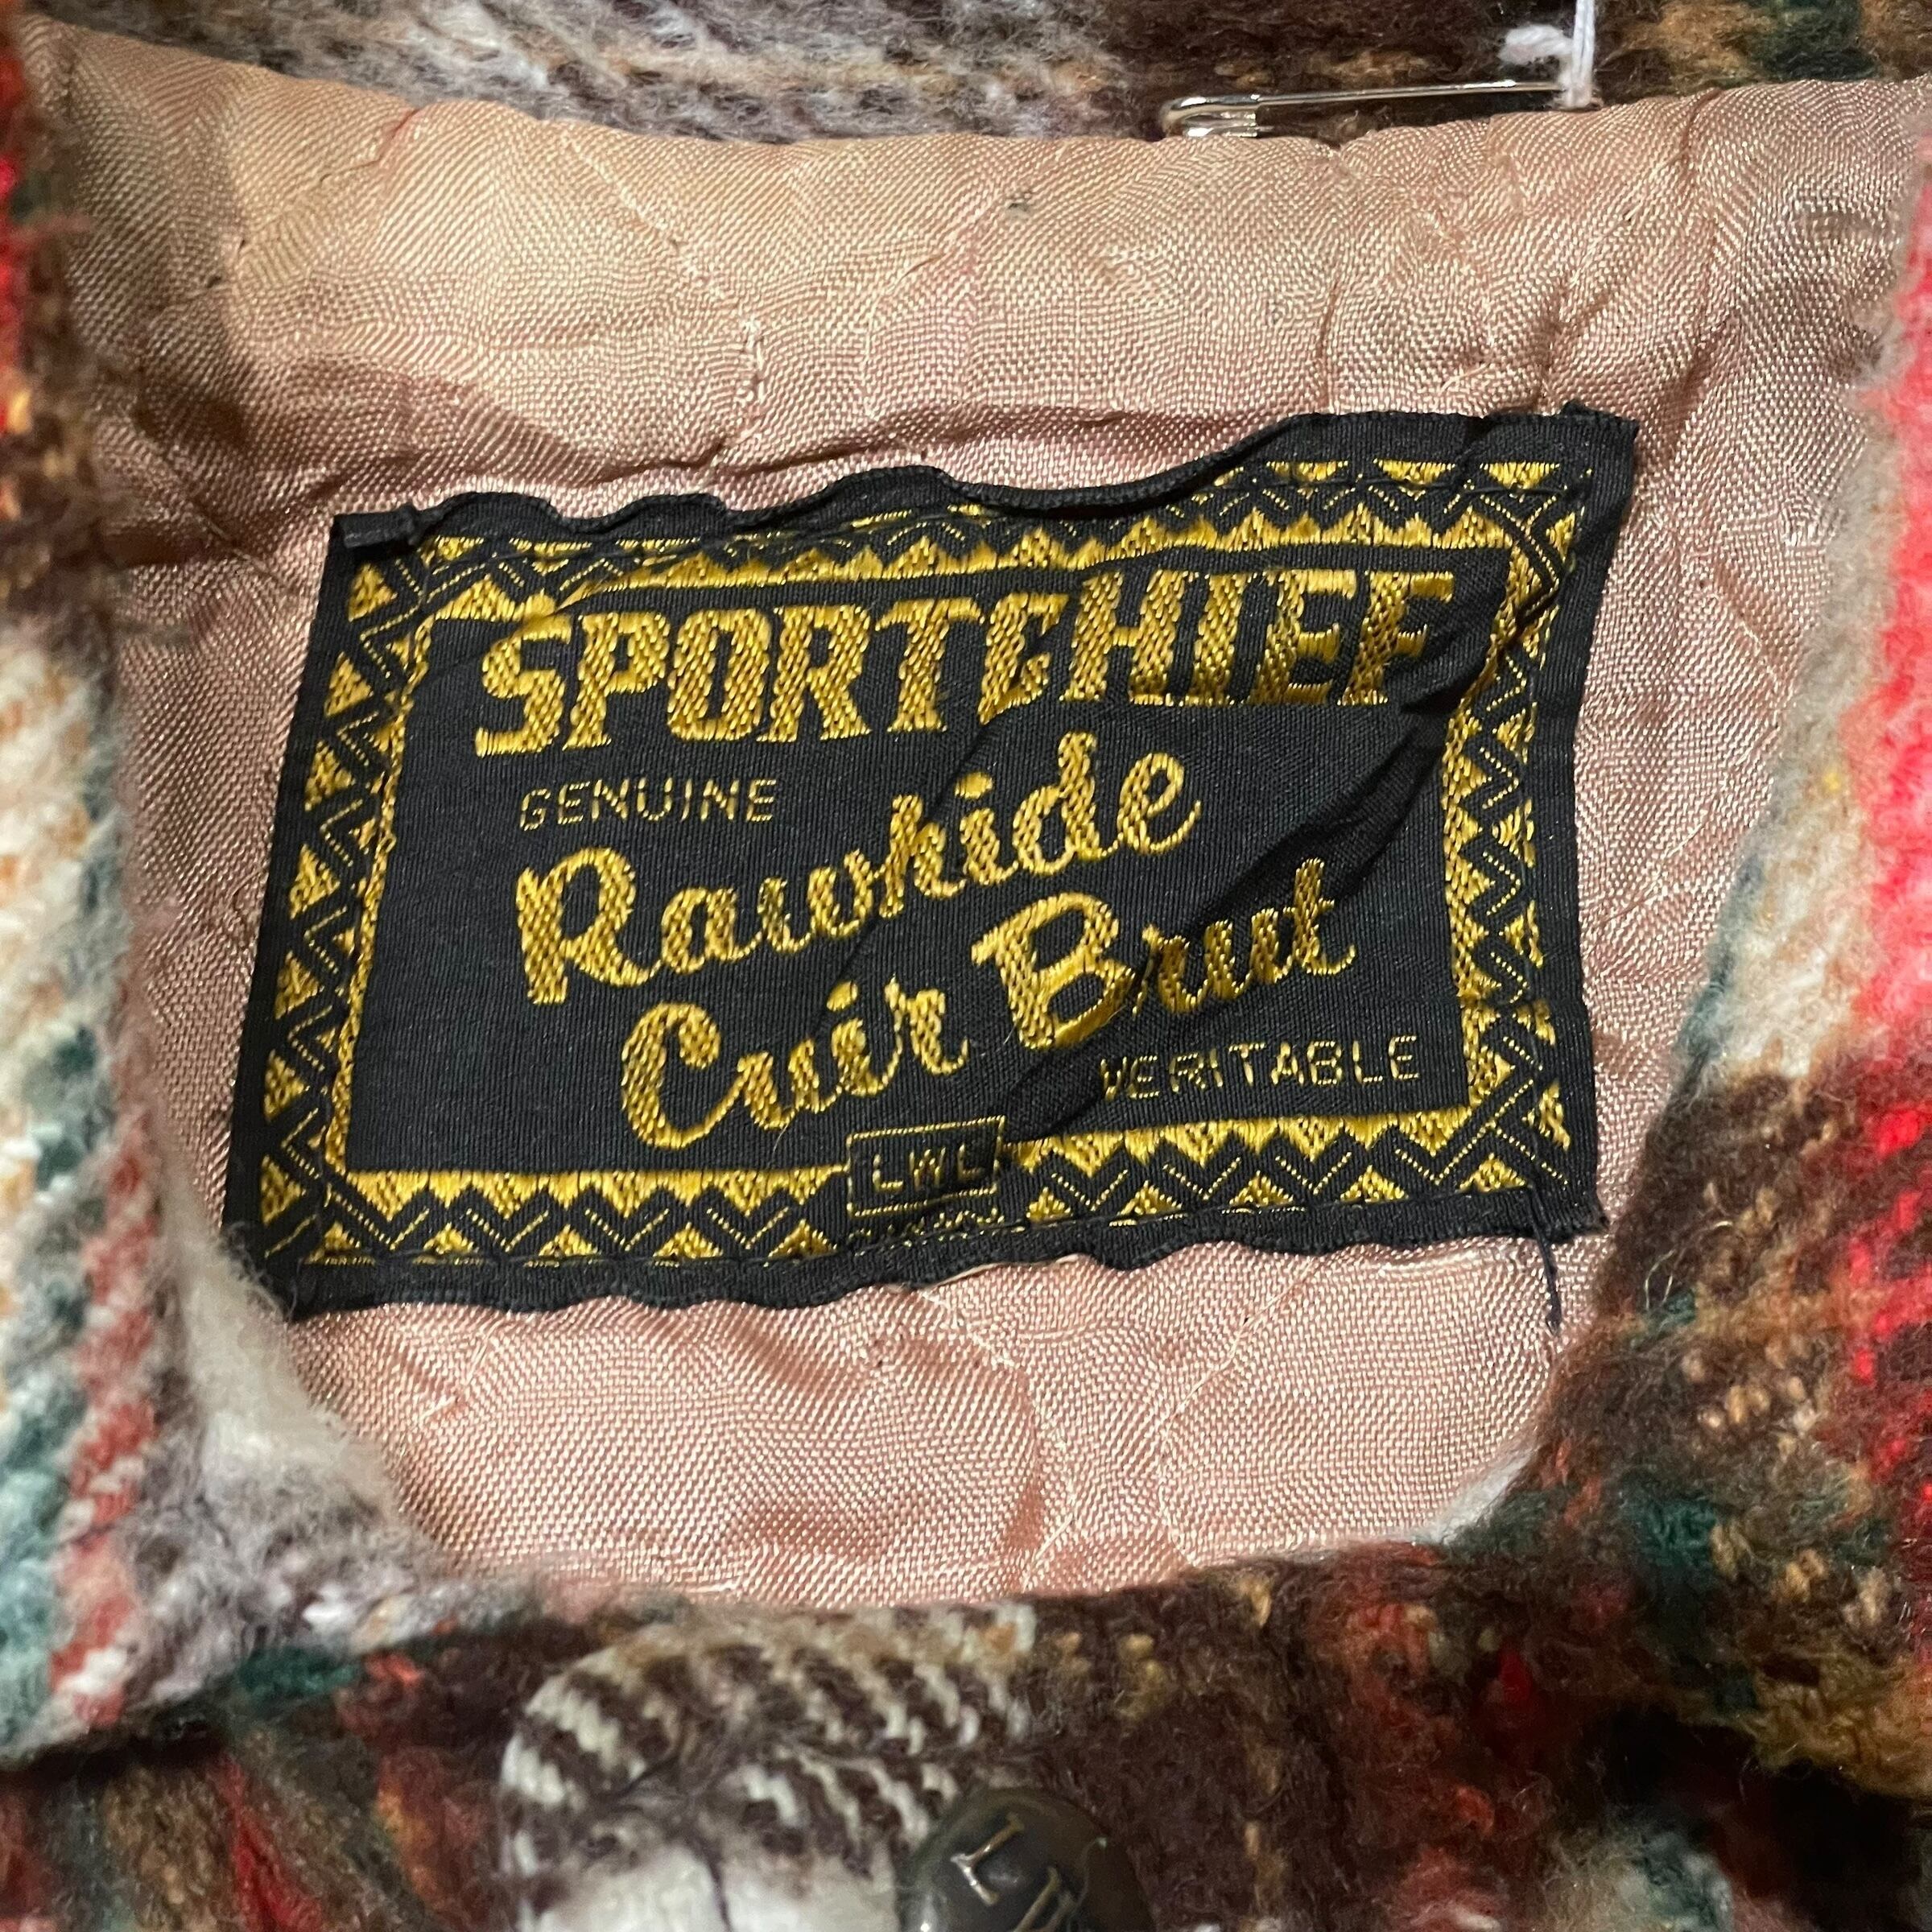 SPORTCHIEF
GENUINE
Rawhide
Cuir Brut
VERITABLE
LWL